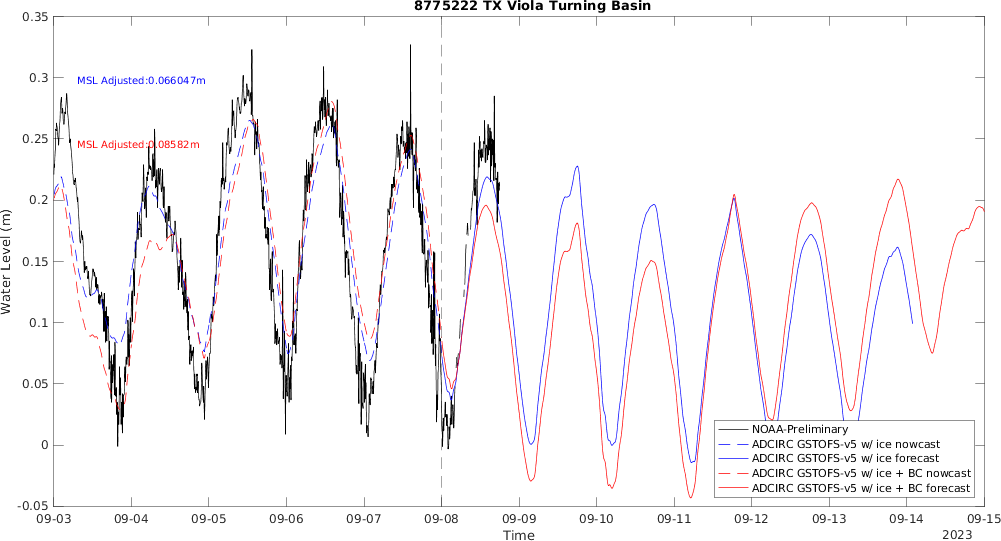 8775222 TX Viola Turning Basin
0.35
0.3
0.25
0.2
0.15
0.1
0.05
0
-0.05
Water Level (m)
MSL Adjusted:0.066047m
MSL Adjusted:0.08582m
NOAA-Preliminary
ADCIRC GSTOFS-v5 w/ ice nowcast
ADCIRC GSTOFS-v5 w/ ice forecast
ADCIRC GSTOFS-v5 w/ ice + BC nowcast
ADCIRC GSTOFS-v5 w/ ice + BC forecast
09-03 09-04 09-05 09-06 09-07 09-08 09-09 09-10 09-11 09-12 09-13 09-14 09-15
Time
2023